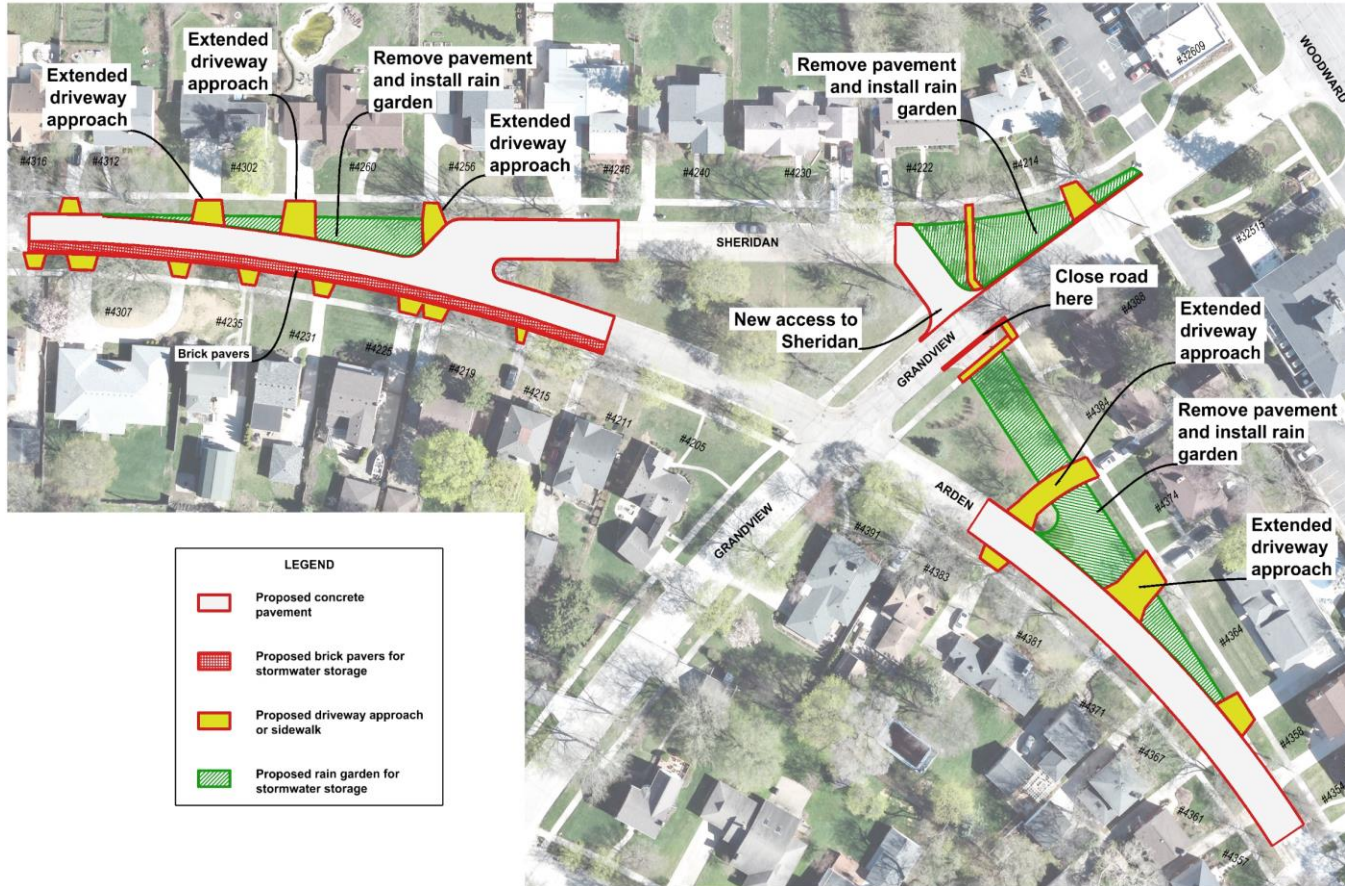 Extended
driveway
approach
Extended
driveway
approach
Remove pavement
and install rain
garden
Extended
driveway
approach
Remove pavement
and install rain
garden
#32609
WOODWARD
#4316
#4312
#4302
#4260
#4256
#4246
#4240
#4230
#4222
#4214
#32515
SHERIDAN
Close road
here
#4388
New access to
Sheridan
GRANDVIEW
Extended
driveway
approach
#4307
#4235
#4231
Brick pavers
#4225
#4219
#4215
#4211
#4205
#4384
Remove pavement
and install rain
garden
ARDEN
#4374
GRANDVIEW
#4391
#4383
Extended
driveway
approach
#4381
#4364
#4371
#4367
#4358
#4361
#4354
#4357
LEGEND
Proposed concrete
pavement
Proposed brick pavers for
stormwater storage
Proposed driveway approach
or sidewalk
Proposed rain garden for
stormwater storage